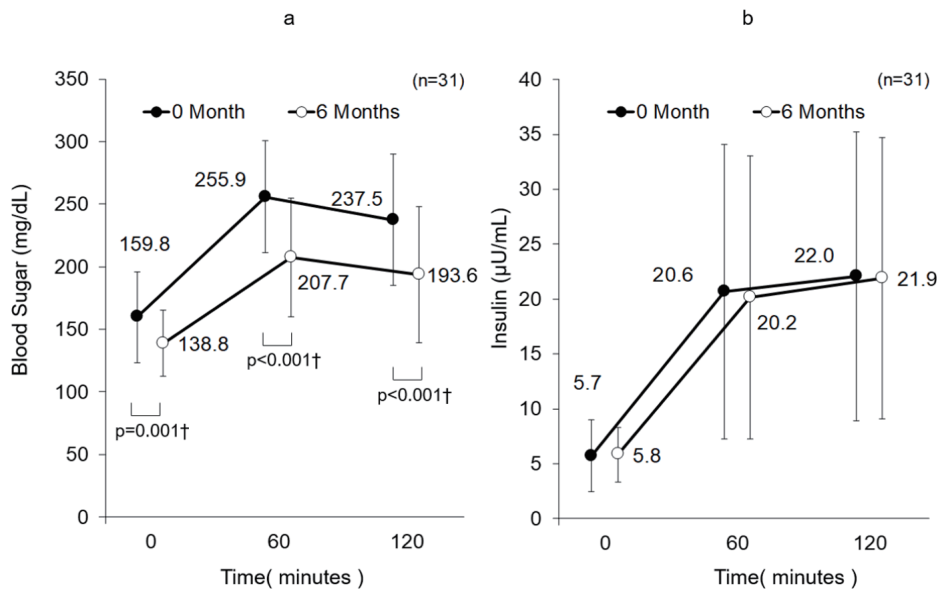 a
(n=31)
0 Month
6 Months
Blood Sugar (mg/dL)
350
300
250
200
150
100
50
0
159.8
255.9
237.5
138.8
207.7
193.6
p=0.001†
p<0.001†
p<0.001†
0
60
120
Time( minutes )
b
(n=31)
0 Month
6 Months
Insulin (μU/mL)
40
35
30
25
20
15
10
5
0
5.7
20.6
22.0
5.8
20.2
21.9
0
60
120
Time( minutes )